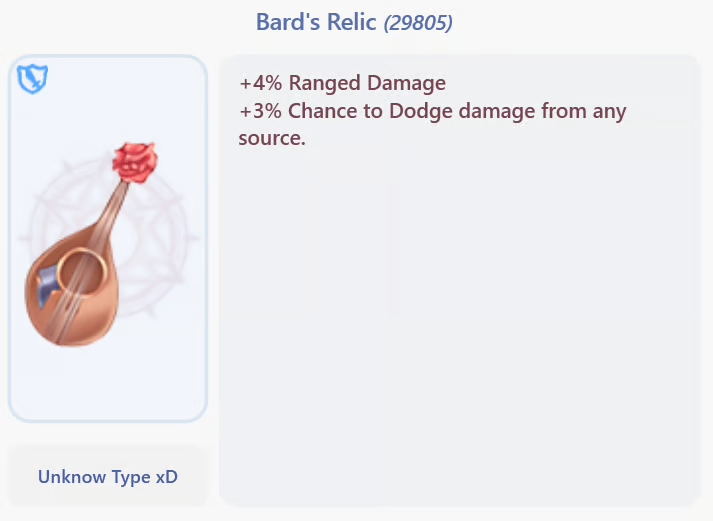 Bard's Relic (29805)
+4% Ranged Damage
+3% Chance to Dodge damage from any
source.
Unknow Type xD